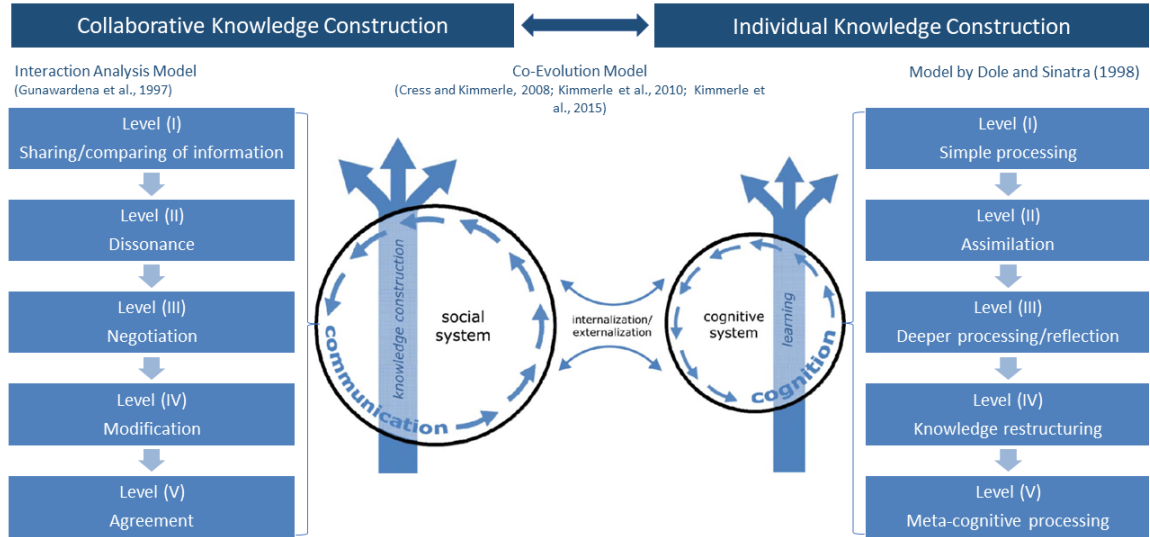 Collaborative Knowledge Construction
Individual Knowledge Construction
Interaction Analysis Model
(Gunawardena et al., 1997)
Co-Evolution Model
(Cress and Kimmerle, 2008; Kimmerle et al., 2010; Kimmerle et
al., 2015)
Model by Dole and Sinatra (1998)
Level (I)
Sharing/comparing of information
Level (II)
Dissonance
Level (III)
Negotiation
Level (IV)
Modification
Level (V)
Agreement
knowledge construction
social
system
communication
internalization/
externalization
cognitive
system
learning
cognition
Level (I)
Simple processing
Level (II)
Assimilation
Level (III)
Deeper processing/reflection
Level (IV)
Knowledge restructuring
Level (V)
Meta-cognitive processing